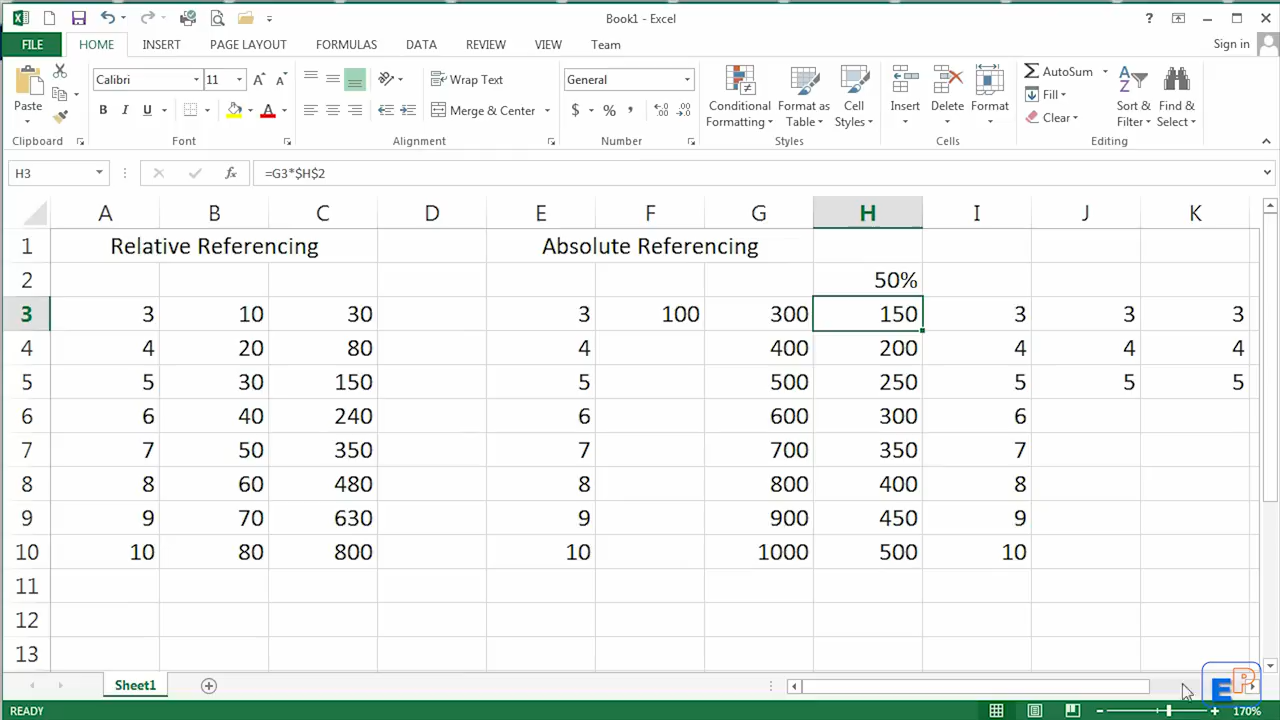 Book1 - Excel
?
FILE HOME INSERT PAGE LAYOUT FORMULAS DATA REVIEW VIEW Team Sign in
Calibri 11 Wrap Text General AutoSum
Paste B I U Merge & Center $ % , Conditional Formatting Format as Table Cell Styles Insert Delete Format Fill Clear Sort & Filter Find & Select
Clipboard Font Alignment Number Styles Cells Editing
H3 fx =G3*$H$2
A B C D E F G H I J K
1 Relative Referencing Absolute Referencing
2 50%
3 3 10 30 3 100 300 150 3 3 3
4 4 20 80 4 400 200 4 4 4
5 5 30 150 5 500 250 5 5 5
6 6 40 240 6 600 300 6
7 7 50 350 7 700 350 7
8 8 60 480 8 800 400 8
9 9 70 630 9 900 450 9
10 10 80 800 10 1000 500 10
11
12
13
Sheet1
EP
READY 170%